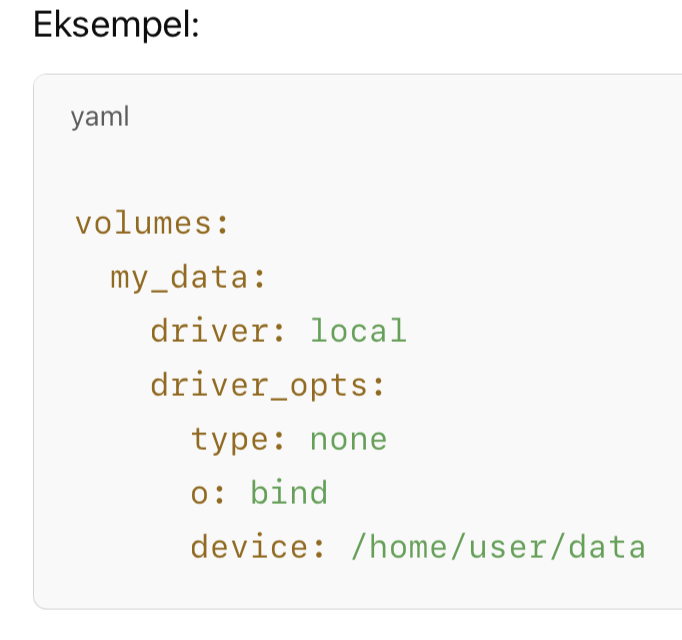 Eksempel:
yaml
volumes:
  my_data:
    driver: local
    driver_opts:
      type: none
      o: bind
      device: /home/user/data